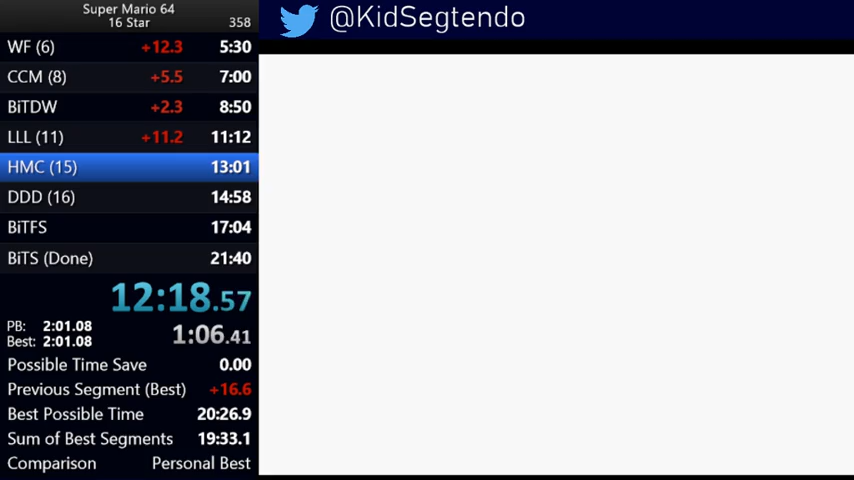 Super Mario 64
16 Star 358
@KidSegtendo
WF (6) +12.3 5:30
CCM (8) +5.5 7:00
BiTDW +2.3 8:50
LLL (11) +11.2 11:12
HMC (15) 13:01
DDD (16) 14:58
BiTFS 17:04
BiTS (Done) 21:40
12:18.57
PB: 2:01.08
Best: 2:01.08
1:06.41
Possible Time Save 0.00
Previous Segment (Best) +16.6
Best Possible Time 20:26.9
Sum of Best Segments 19:33.1
Comparison Personal Best